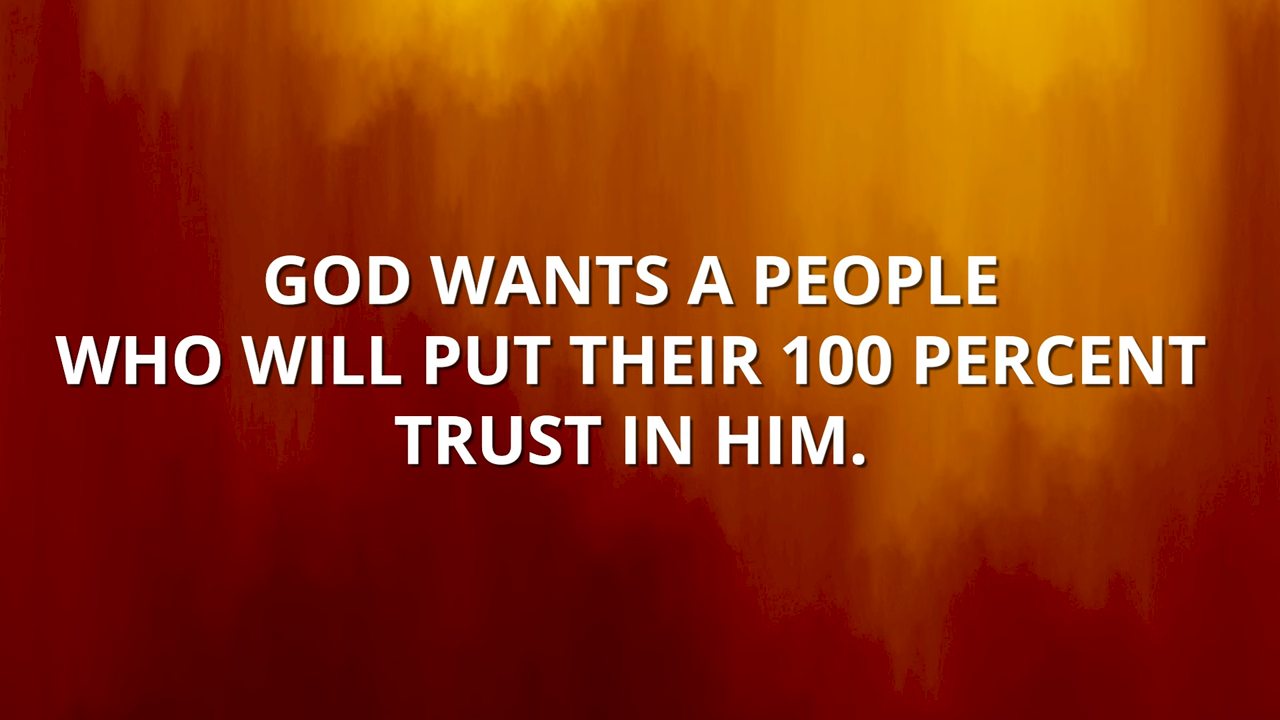 GOD WANTS A PEOPLE
WHO WILL PUT THEIR 100 PERCENT
TRUST IN HIM.